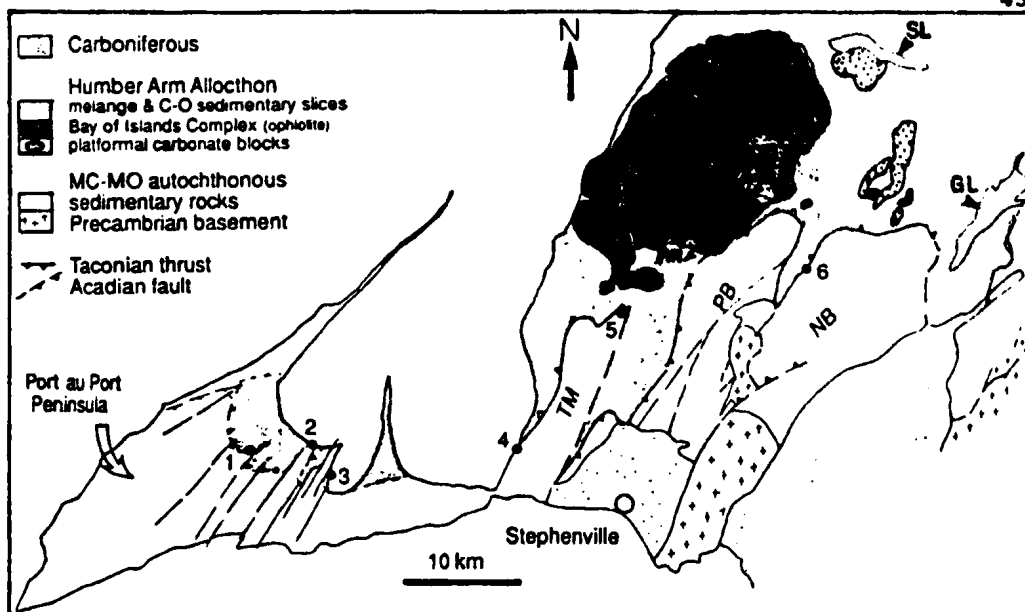 Carboniferous
Humber Arm Allocthon
melange & C-O sedimentary slices
Bay of Islands Complex (ophiolite)
platformal carbonate blocks
MC-MO autochthonous
sedimentary rocks
Precambrian basement
Taconian thrust
Acadian fault
N
SL
GL
PB
NB
TM
6
5
4
Port au Port
Peninsula
1
2
3
Stephenville
10 km